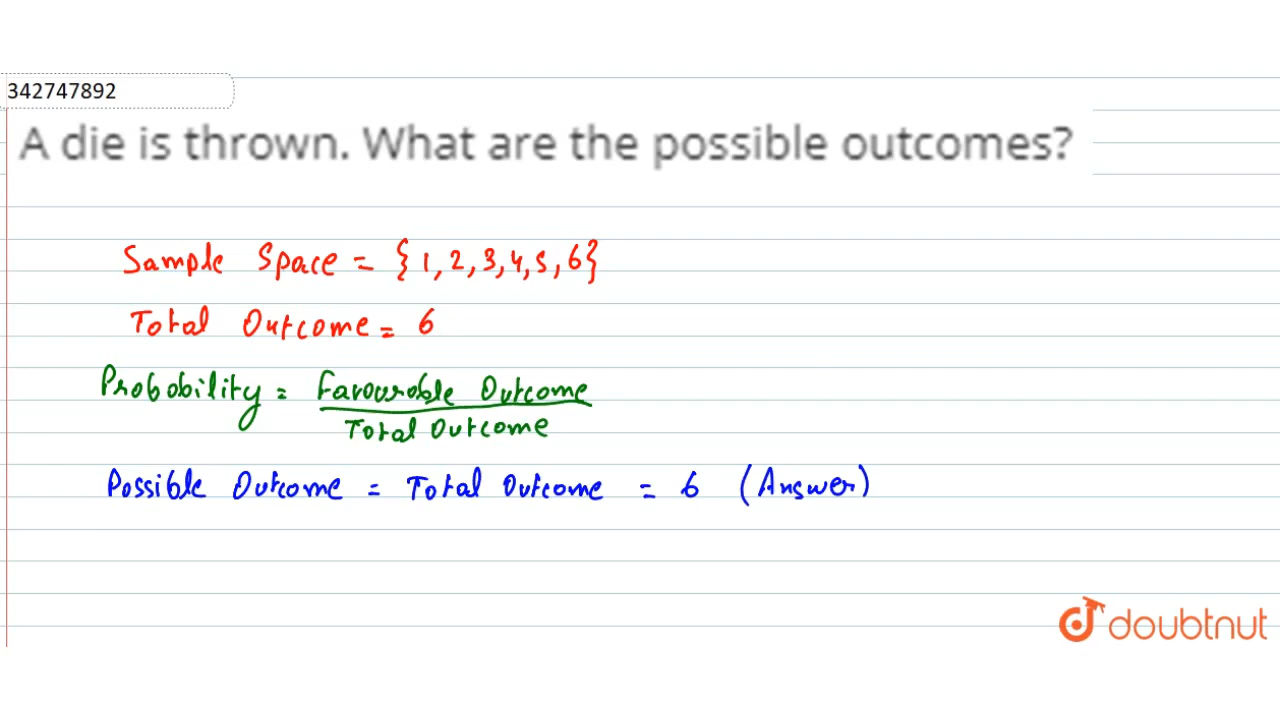 342747892
A die is thrown. What are the possible outcomes?
Sample Space = {1,2,3,4,5,6}
Total Outcome = 6
Probability = Favourable Outcome
Total Outcome
Possible Outcome = Total Outcome = 6 (Answer)
doubtnut